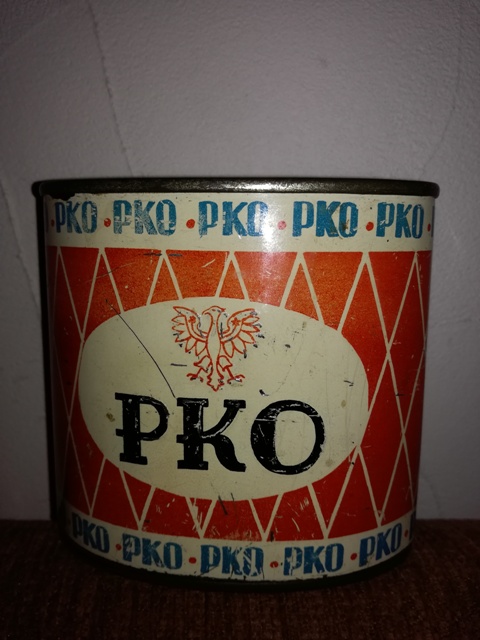 PKO • PKO • PKO • PKO • PKO •
PKO
PKO • PKO • PKO • PKO • PKO